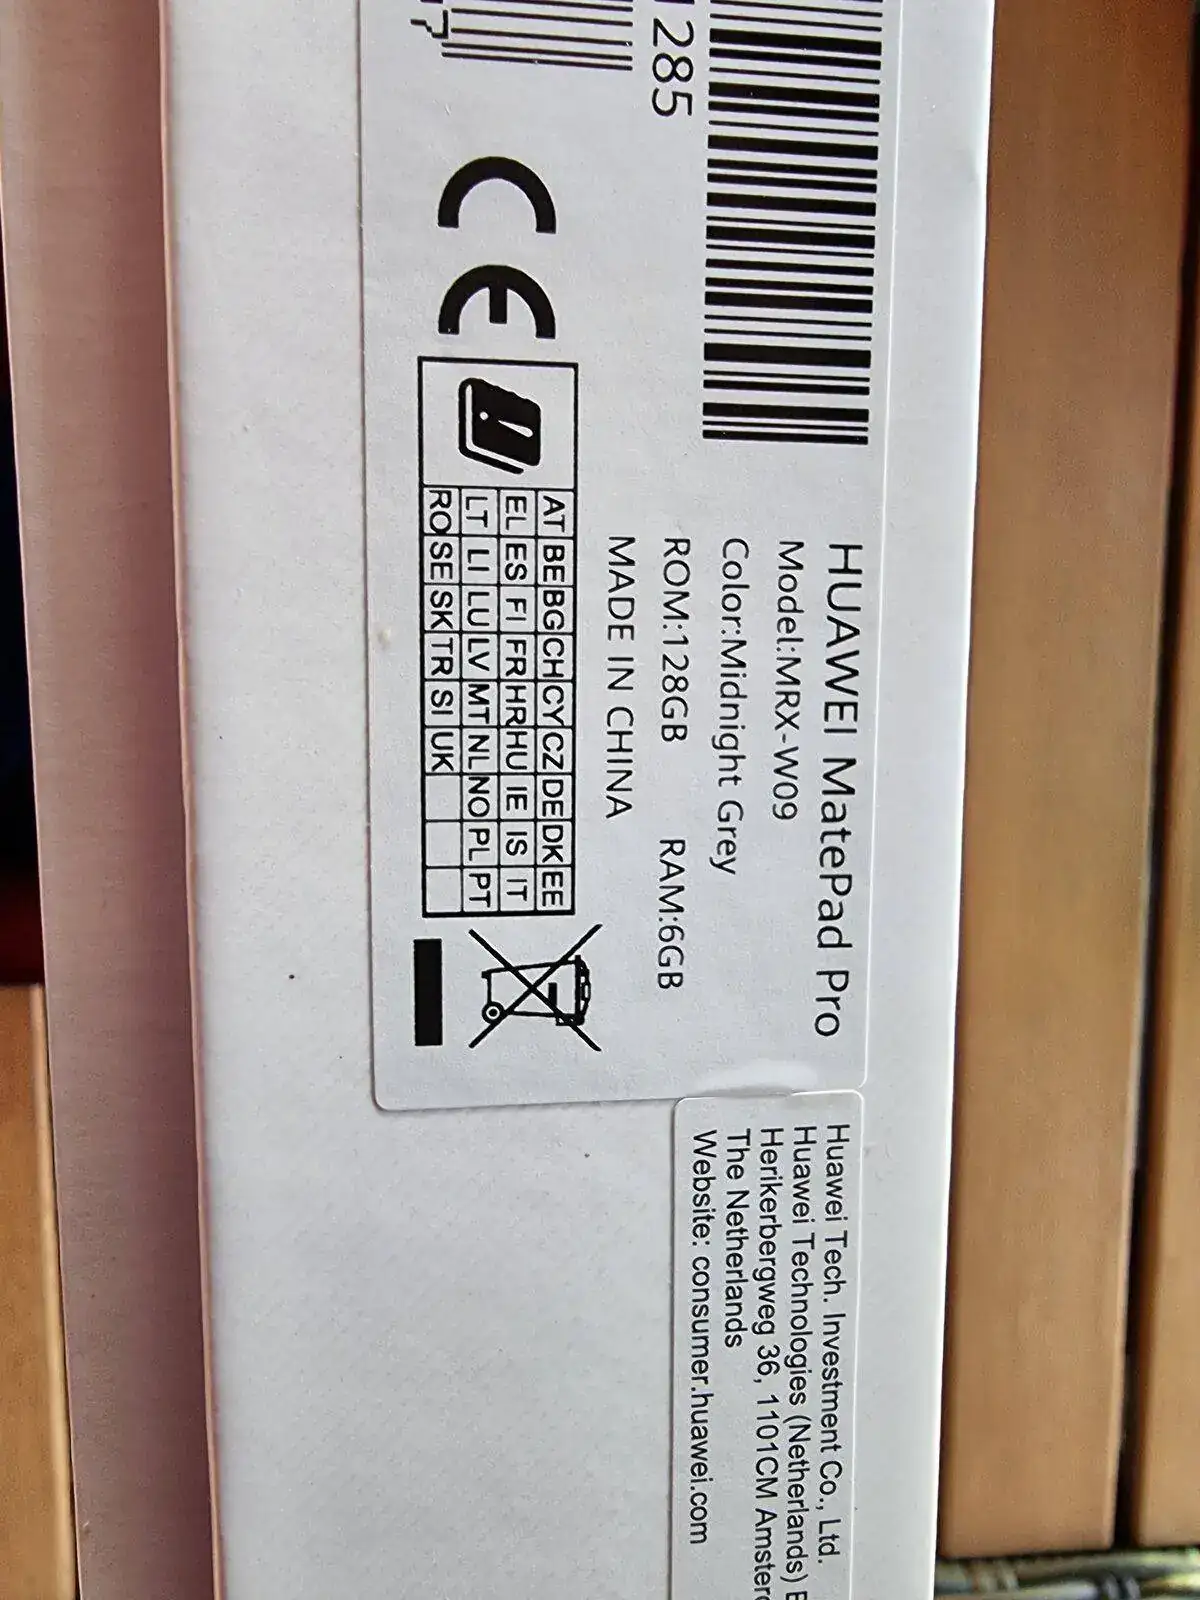 285
7
HUAWEI MatePad Pro
Model:MRX-W09
Color:Midnight Grey
ROM:128GB RAM:6GB
MADE IN CHINA
CE
AT BE BG CH CY CZ DE DK EE
EL ES FI FR HR HU IE IS IT
LT LI LU LV MT NL NO PL PT
RO SE SK TR SI UK
Huawei Tech. Investment Co., Ltd.
Huawei Technologies (Netherlands)
Herikerbergweg 36, 1101CM
The Netherlands
Website: consumer.huawei.com